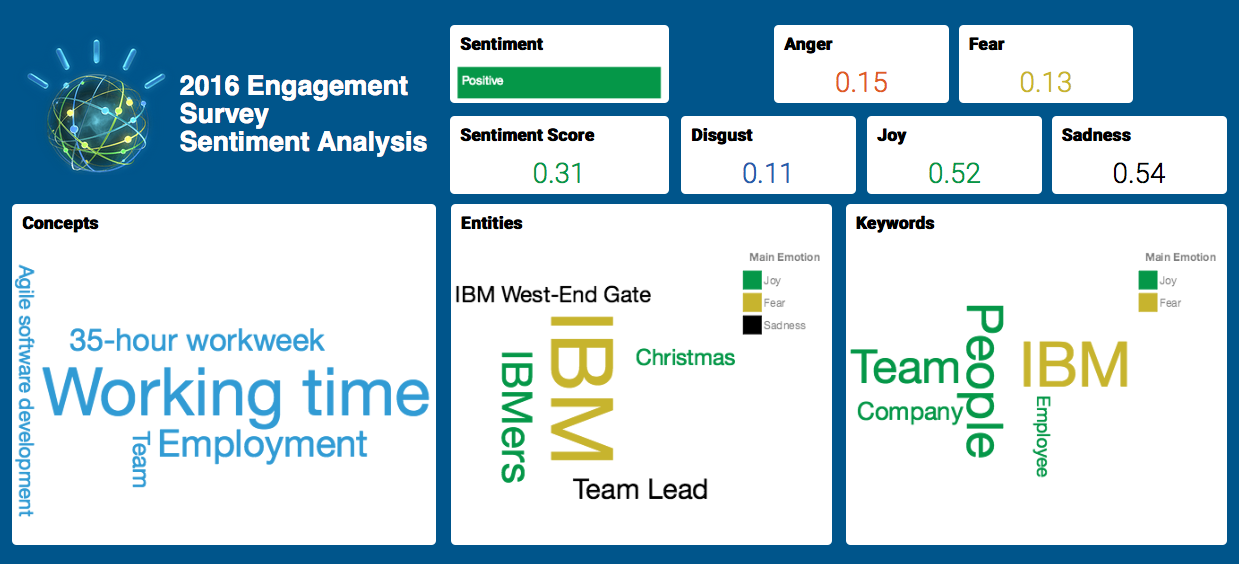 2016 Engagement
Survey
Sentiment Analysis
Sentiment
Positive
Anger
0.15
Fear
0.13
Sentiment Score
0.31
Disgust
0.11
Joy
0.52
Sadness
0.54
Concepts
Agile software development
35-hour workweek
Working time
Team
Employment
Entities
Main Emotion
Joy
Fear
Sadness
IBM West-End Gate
IBM
IBMers
Christmas
Team Lead
Keywords
Main Emotion
Joy
Fear
People
Team
IBM
Company
Employee